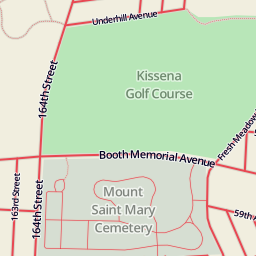 Underhill Avenue
Kissena
Golf Course
164th Street
Booth Memorial Avenue
Fresh Meadow
163rd Street
164th Street
Mount
Saint Mary
Cemetery
59th A